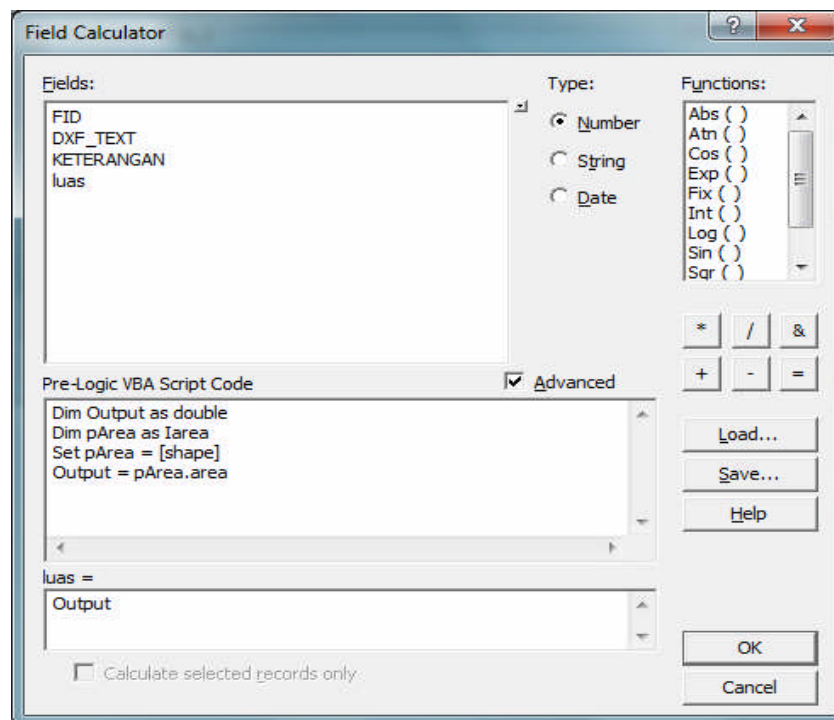 Field Calculator
Fields:
FID
DXF_TEXT
KETERANGAN
luas
Type:
Number
String
Date
Functions:
Abs ( )
Atn ( )
Cos ( )
Exp ( )
Fix ( )
Int ( )
Log ( )
Sin ( )
Sqr ( )
* / &
+ - =
Pre-Logic VBA Script Code
Advanced
Dim Output as double
Dim pArea as Iarea
Set pArea = [shape]
Output = pArea.area
Load...
Save...
Help
luas =
Output
Calculate selected records only
OK
Cancel